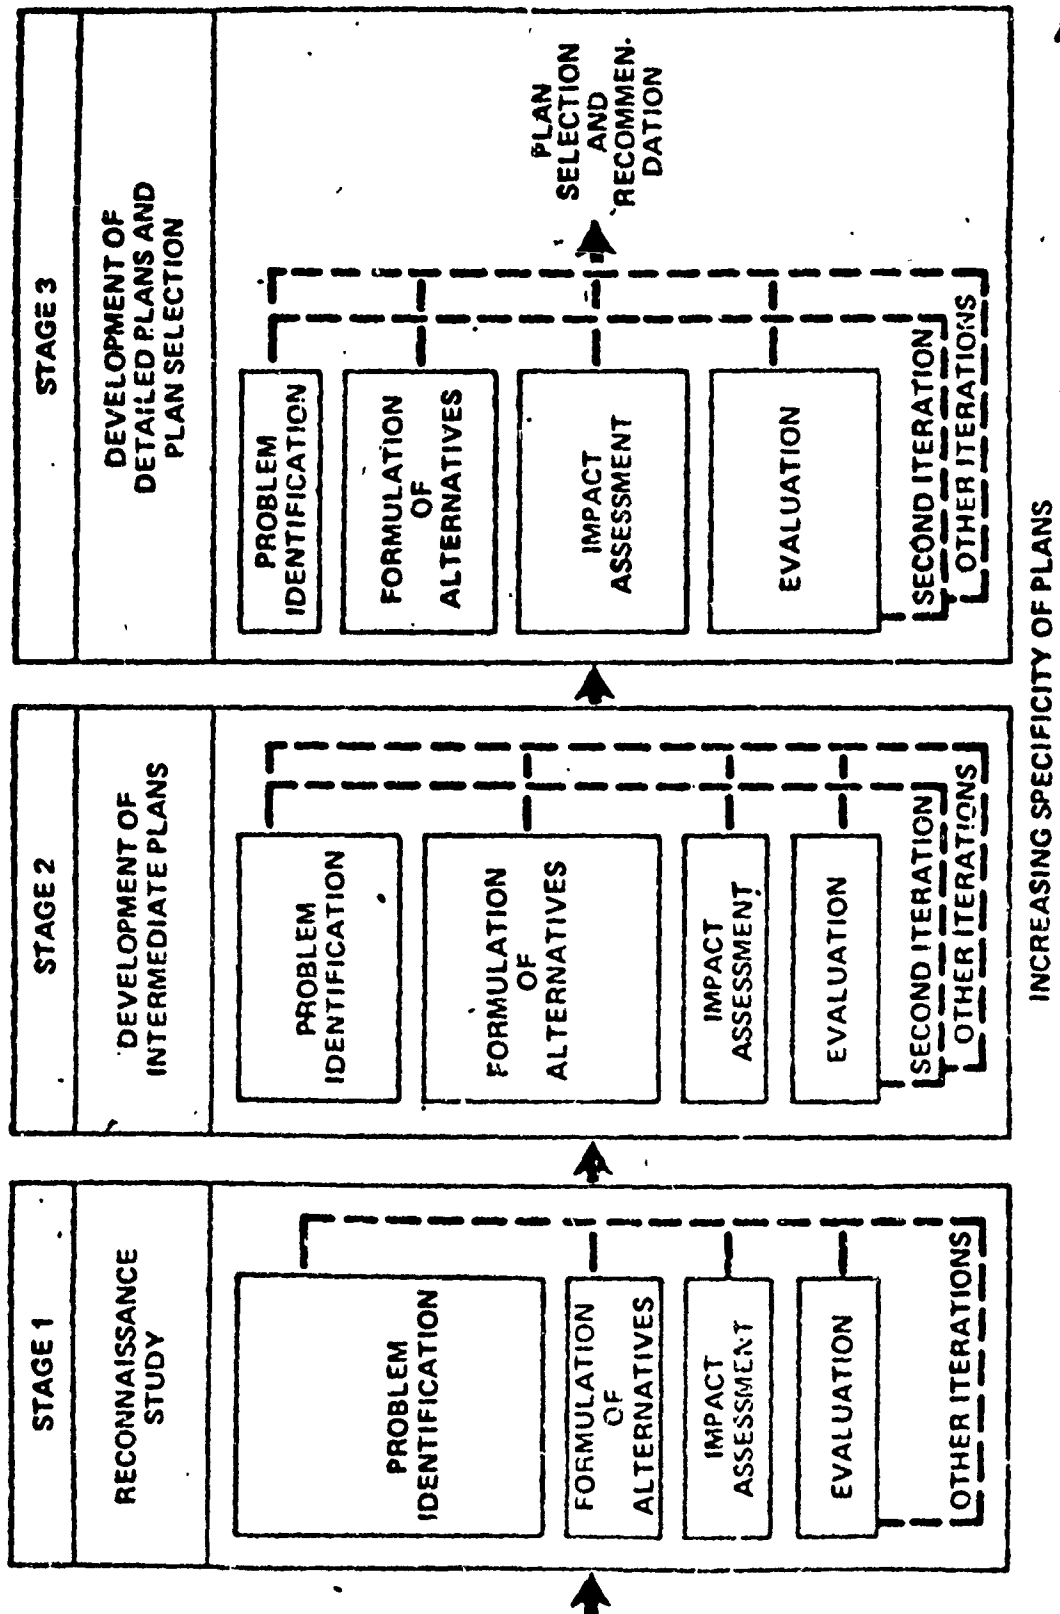 STAGE 1
RECONNAISSANCE
STUDY
PROBLEM
IDENTIFICATION
FORMULATION
OF
ALTERNATIVES
IMPACT
ASSESSMENT
EVALUATION
OTHER ITERATIONS
STAGE 2
DEVELOPMENT OF
INTERMEDIATE PLANS
PROBLEM
IDENTIFICATION
FORMULATION
OF
ALTERNATIVES
IMPACT
ASSESSMENT
EVALUATION
SECOND ITERATION
OTHER ITERATIONS
STAGE 3
DEVELOPMENT OF
DETAILED PLANS AND
PLAN SELECTION
PROBLEM
IDENTIFICATION
FORMULATION
OF
ALTERNATIVES
IMPACT
ASSESSMENT
EVALUATION
SECOND ITERATION
OTHER ITERATIONS
PLAN
SELECTION
AND
RECOMMEN-
DATION
INCREASING SPECIFICITY OF PLANS